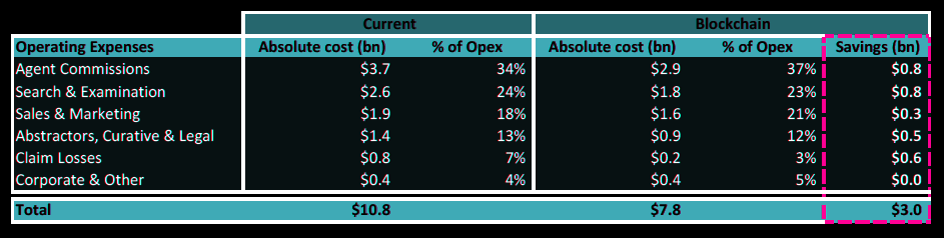 Current Blockchain
Operating Expenses Absolute cost (bn) % of Opex Absolute cost (bn) % of Opex Savings (bn)
Agent Commissions $3.7 34% $2.9 37% $0.8
Search & Examination $2.6 24% $1.8 23% $0.8
Sales & Marketing $1.9 18% $1.6 21% $0.3
Abstractors, Curative & Legal $1.4 13% $0.9 12% $0.5
Claim Losses $0.8 7% $0.2 3% $0.6
Corporate & Other $0.4 4% $0.4 5% $0.0
Total $10.8 $7.8 $3.0